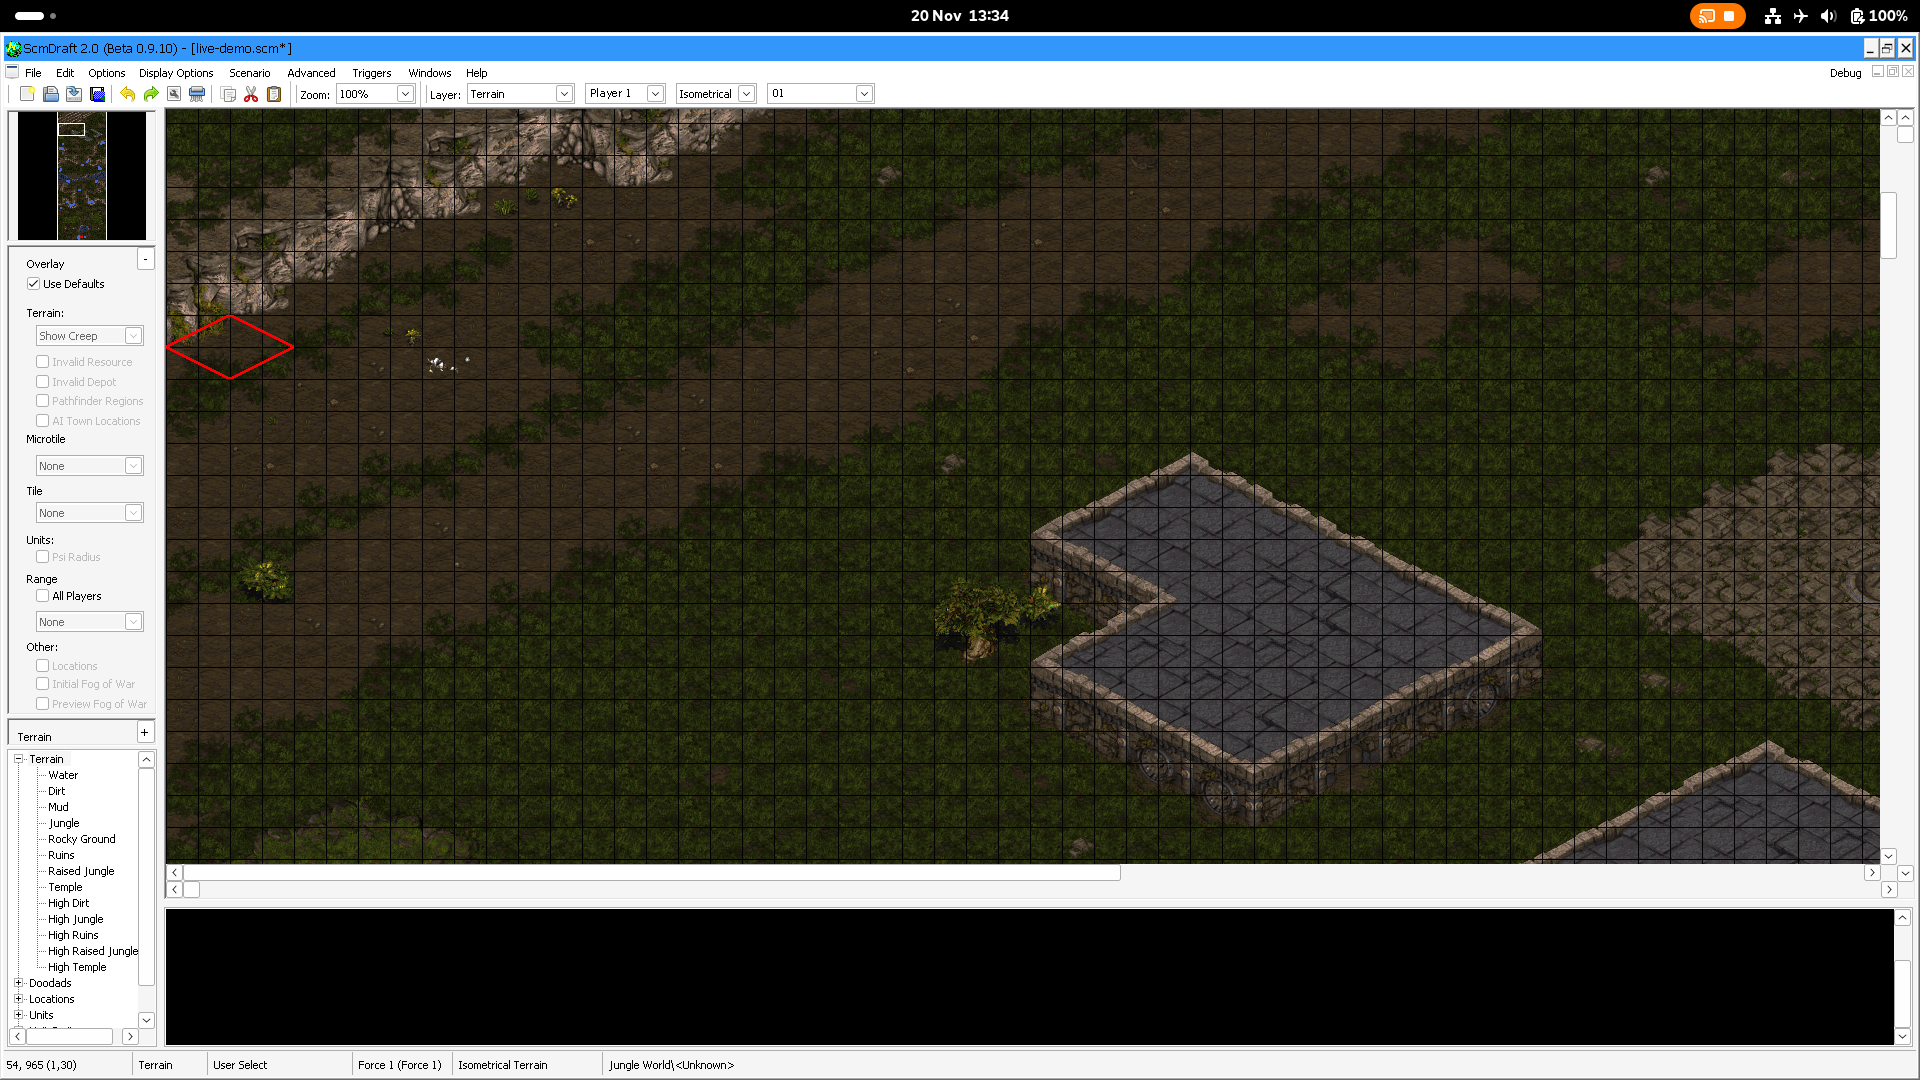 20 Nov 13:34
100%
ScmDraft 2.0 (Beta 0.9.10) - [live-demo.scm*]
File Edit Options Display Options Scenario Advanced Triggers Windows Help Debug
Zoom: 100% Layer: Terrain Player 1 Isometrical 01
Overlay -
Use Defaults
Terrain:
Show Creep
Invalid Resource
Invalid Depot
Pathfinder Regions
AI Town Locations
Microtile
None
Tile
None
Units:
Psi Radius
Range
All Players
None
Other:
Locations
Initial Fog of War
Preview Fog of War
Terrain +
Terrain
Water
Dirt
Mud
Jungle
Rocky Ground
Ruins
Raised Jungle
Temple
High Dirt
High Jungle
High Ruins
High Raised Jungle
High Temple
Doodads
Locations
Units
54, 965 (1,30) Terrain User Select Force 1 (Force 1) Isometrical Terrain Jungle World\<Unknown>